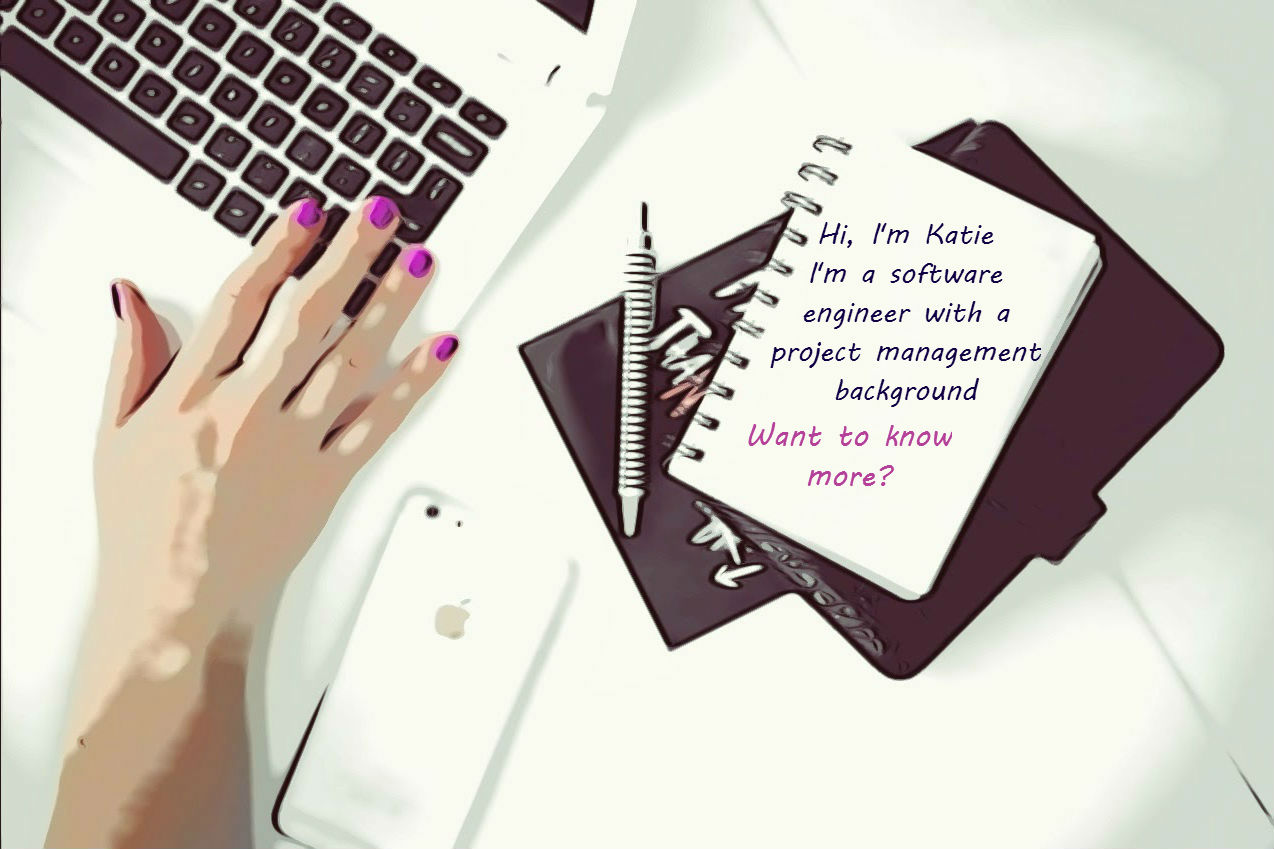 Hi, I'm Katie
I'm a software
engineer with a
project management
background
Want to know
more?